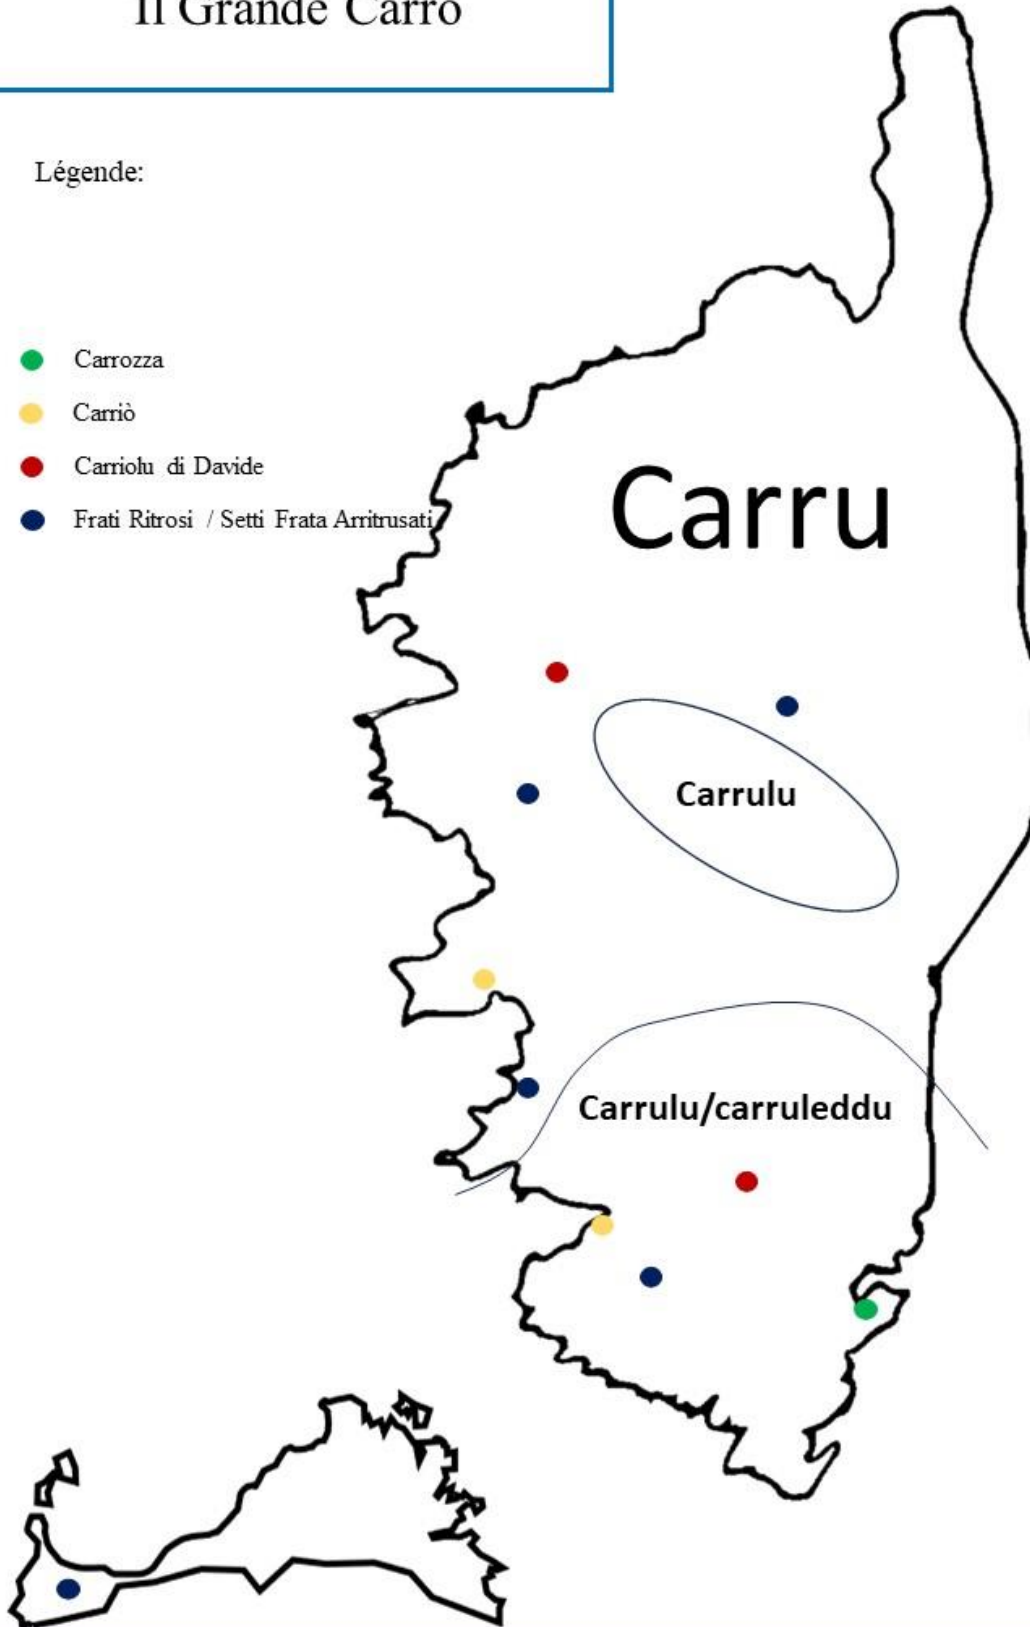 Il Grande Carro
Légende:
Carrozza
Carriò
Carriolu di Davide
Frati Ritrosi / Setti Frata Arritrusati
Carru
Carrulu
Carrulu/carruleddu